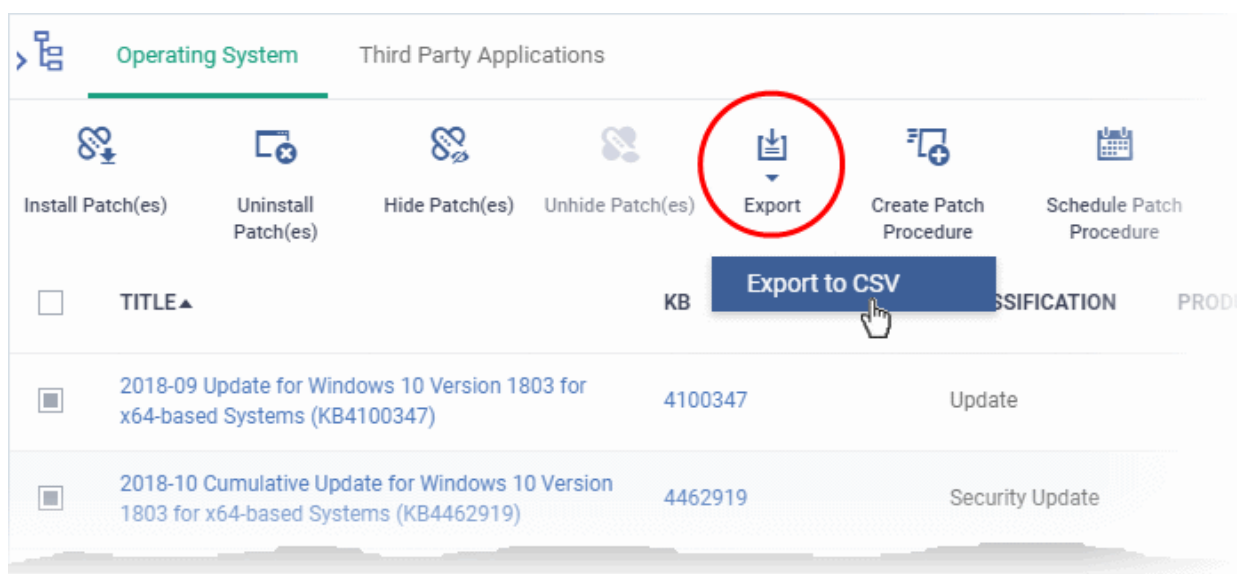 Operating System
Third Party Applications
Install Patch(es)
Uninstall
Patch(es)
Hide Patch(es)
Unhide Patch(es)
Export
Create Patch
Procedure
Schedule Patch
Procedure
Export to CSV
TITLE
KB
SSIFICATION
PROD
2018-09 Update for Windows 10 Version 1803 for
x64-based Systems (KB4100347)
4100347
Update
2018-10 Cumulative Update for Windows 10 Version
1803 for x64-based Systems (KB4462919)
4462919
Security Update